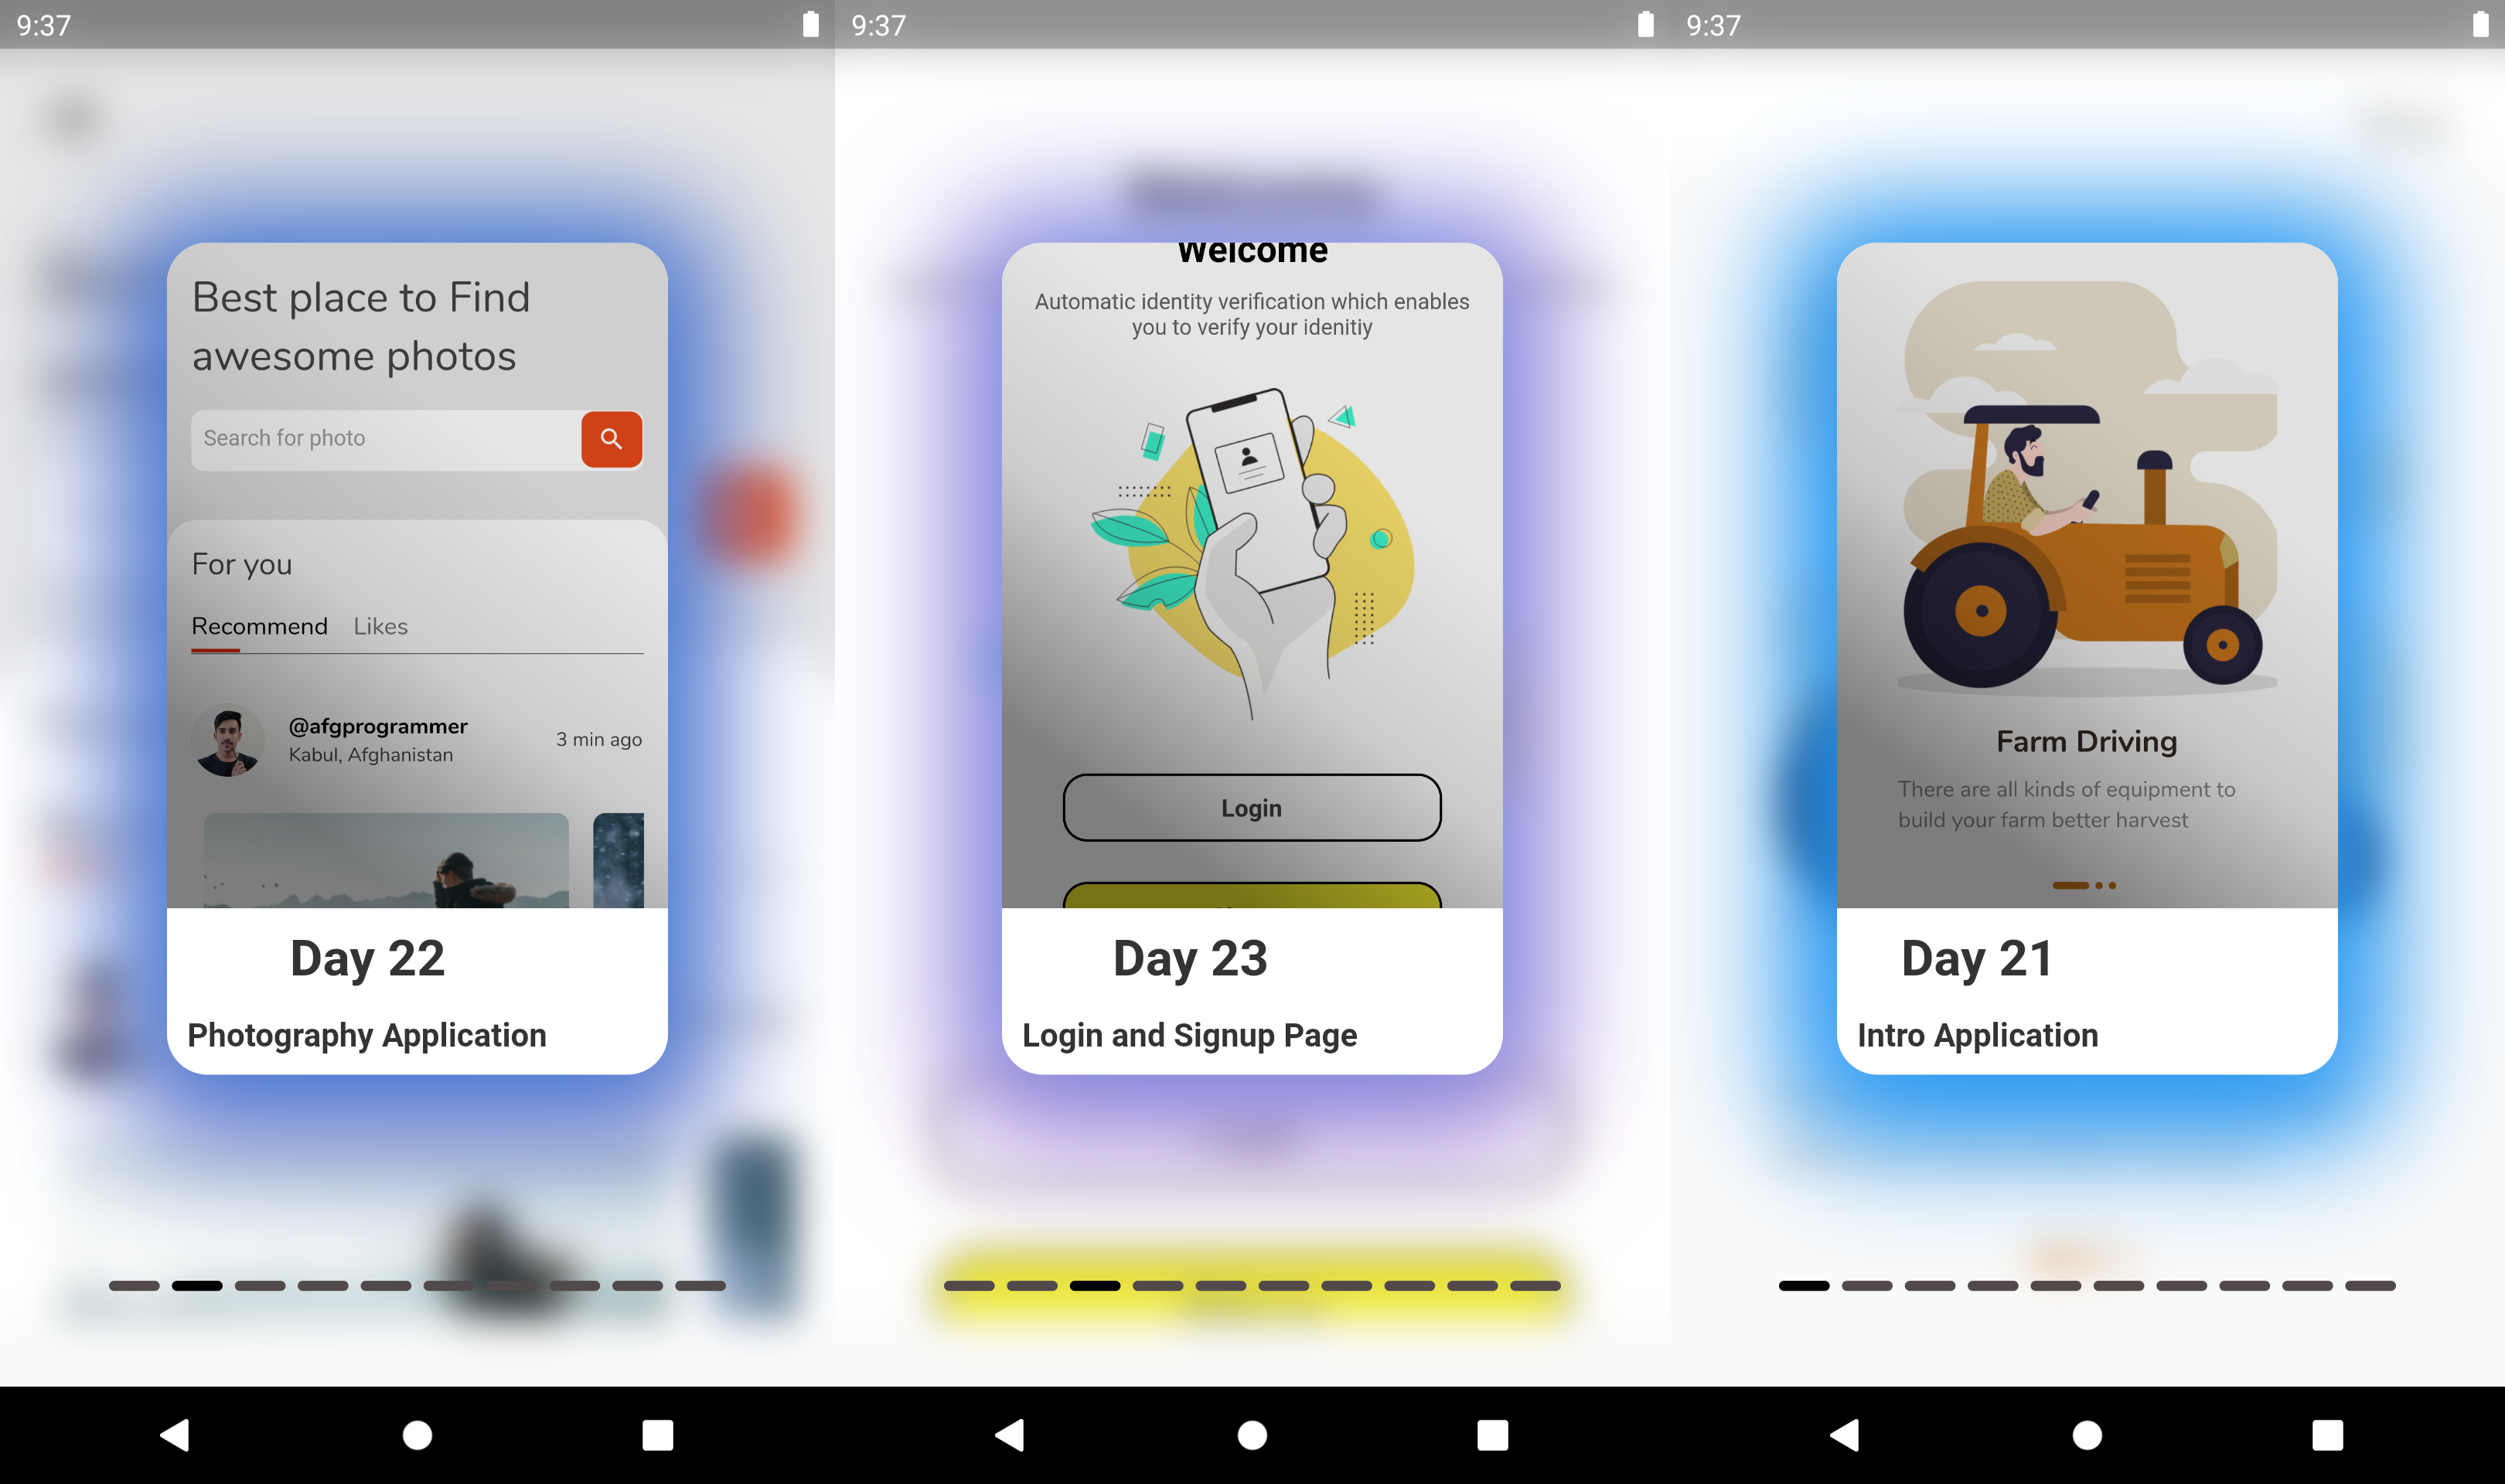 9:37
Best place to Find
awesome photos
Search for photo
For you
Recommend Likes
@afgprogrammer
Kabul, Afghanistan
3 min ago
Day 22
Photography Application
9:37
Welcome
Automatic identity verification which enables
you to verify your idenitiy
Login
Day 23
Login and Signup Page
9:37
Farm Driving
There are all kinds of equipment to
build your farm better harvest
Day 21
Intro Application